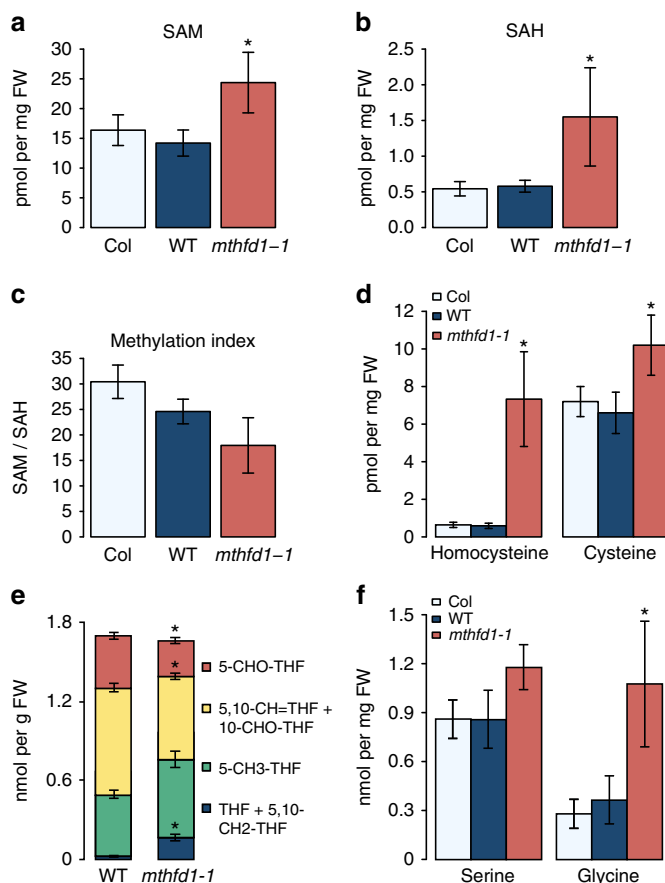 a
SAM
pmol per mg FW
30
25
20
15
10
5
0
*
Col
WT
mthfd1–1
b
SAH
pmol per mg FW
2.5
2.0
1.5
1.0
0.5
0.0
*
Col
WT
mthfd1–1
c
Methylation index
SAM / SAH
35
30
25
20
15
10
5
0
Col
WT
mthfd1–1
d
Col
WT
mthfd1-1
pmol per mg FW
12
10
8
6
4
2
0
*
*
Homocysteine
Cysteine
e
nmol per g FW
1.8
1.2
0.6
0
*
*
*
5-CHO-THF
5,10-CH=THF +
10-CHO-THF
5-CH3-THF
THF + 5,10-
CH2-THF
WT
mthfd1-1
f
Col
WT
mthfd1-1
nmol per mg FW
1.5
1.2
0.9
0.6
0.3
0
*
Serine
Glycine